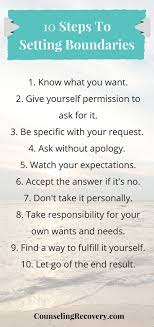 10 Steps To
Setting Boundaries
1. Know what you want.
2. Give yourself permission to
ask for it.
3. Be specific with your request.
4. Ask without apology.
5. Watch your expectations.
6. Accept the answer if it's no.
7. Don't take it personally.
8. Take responsibility for your
own wants and needs.
9. Find a way to fulfill it yourself.
10. Let go of the end result.
CounselingRecovery.com